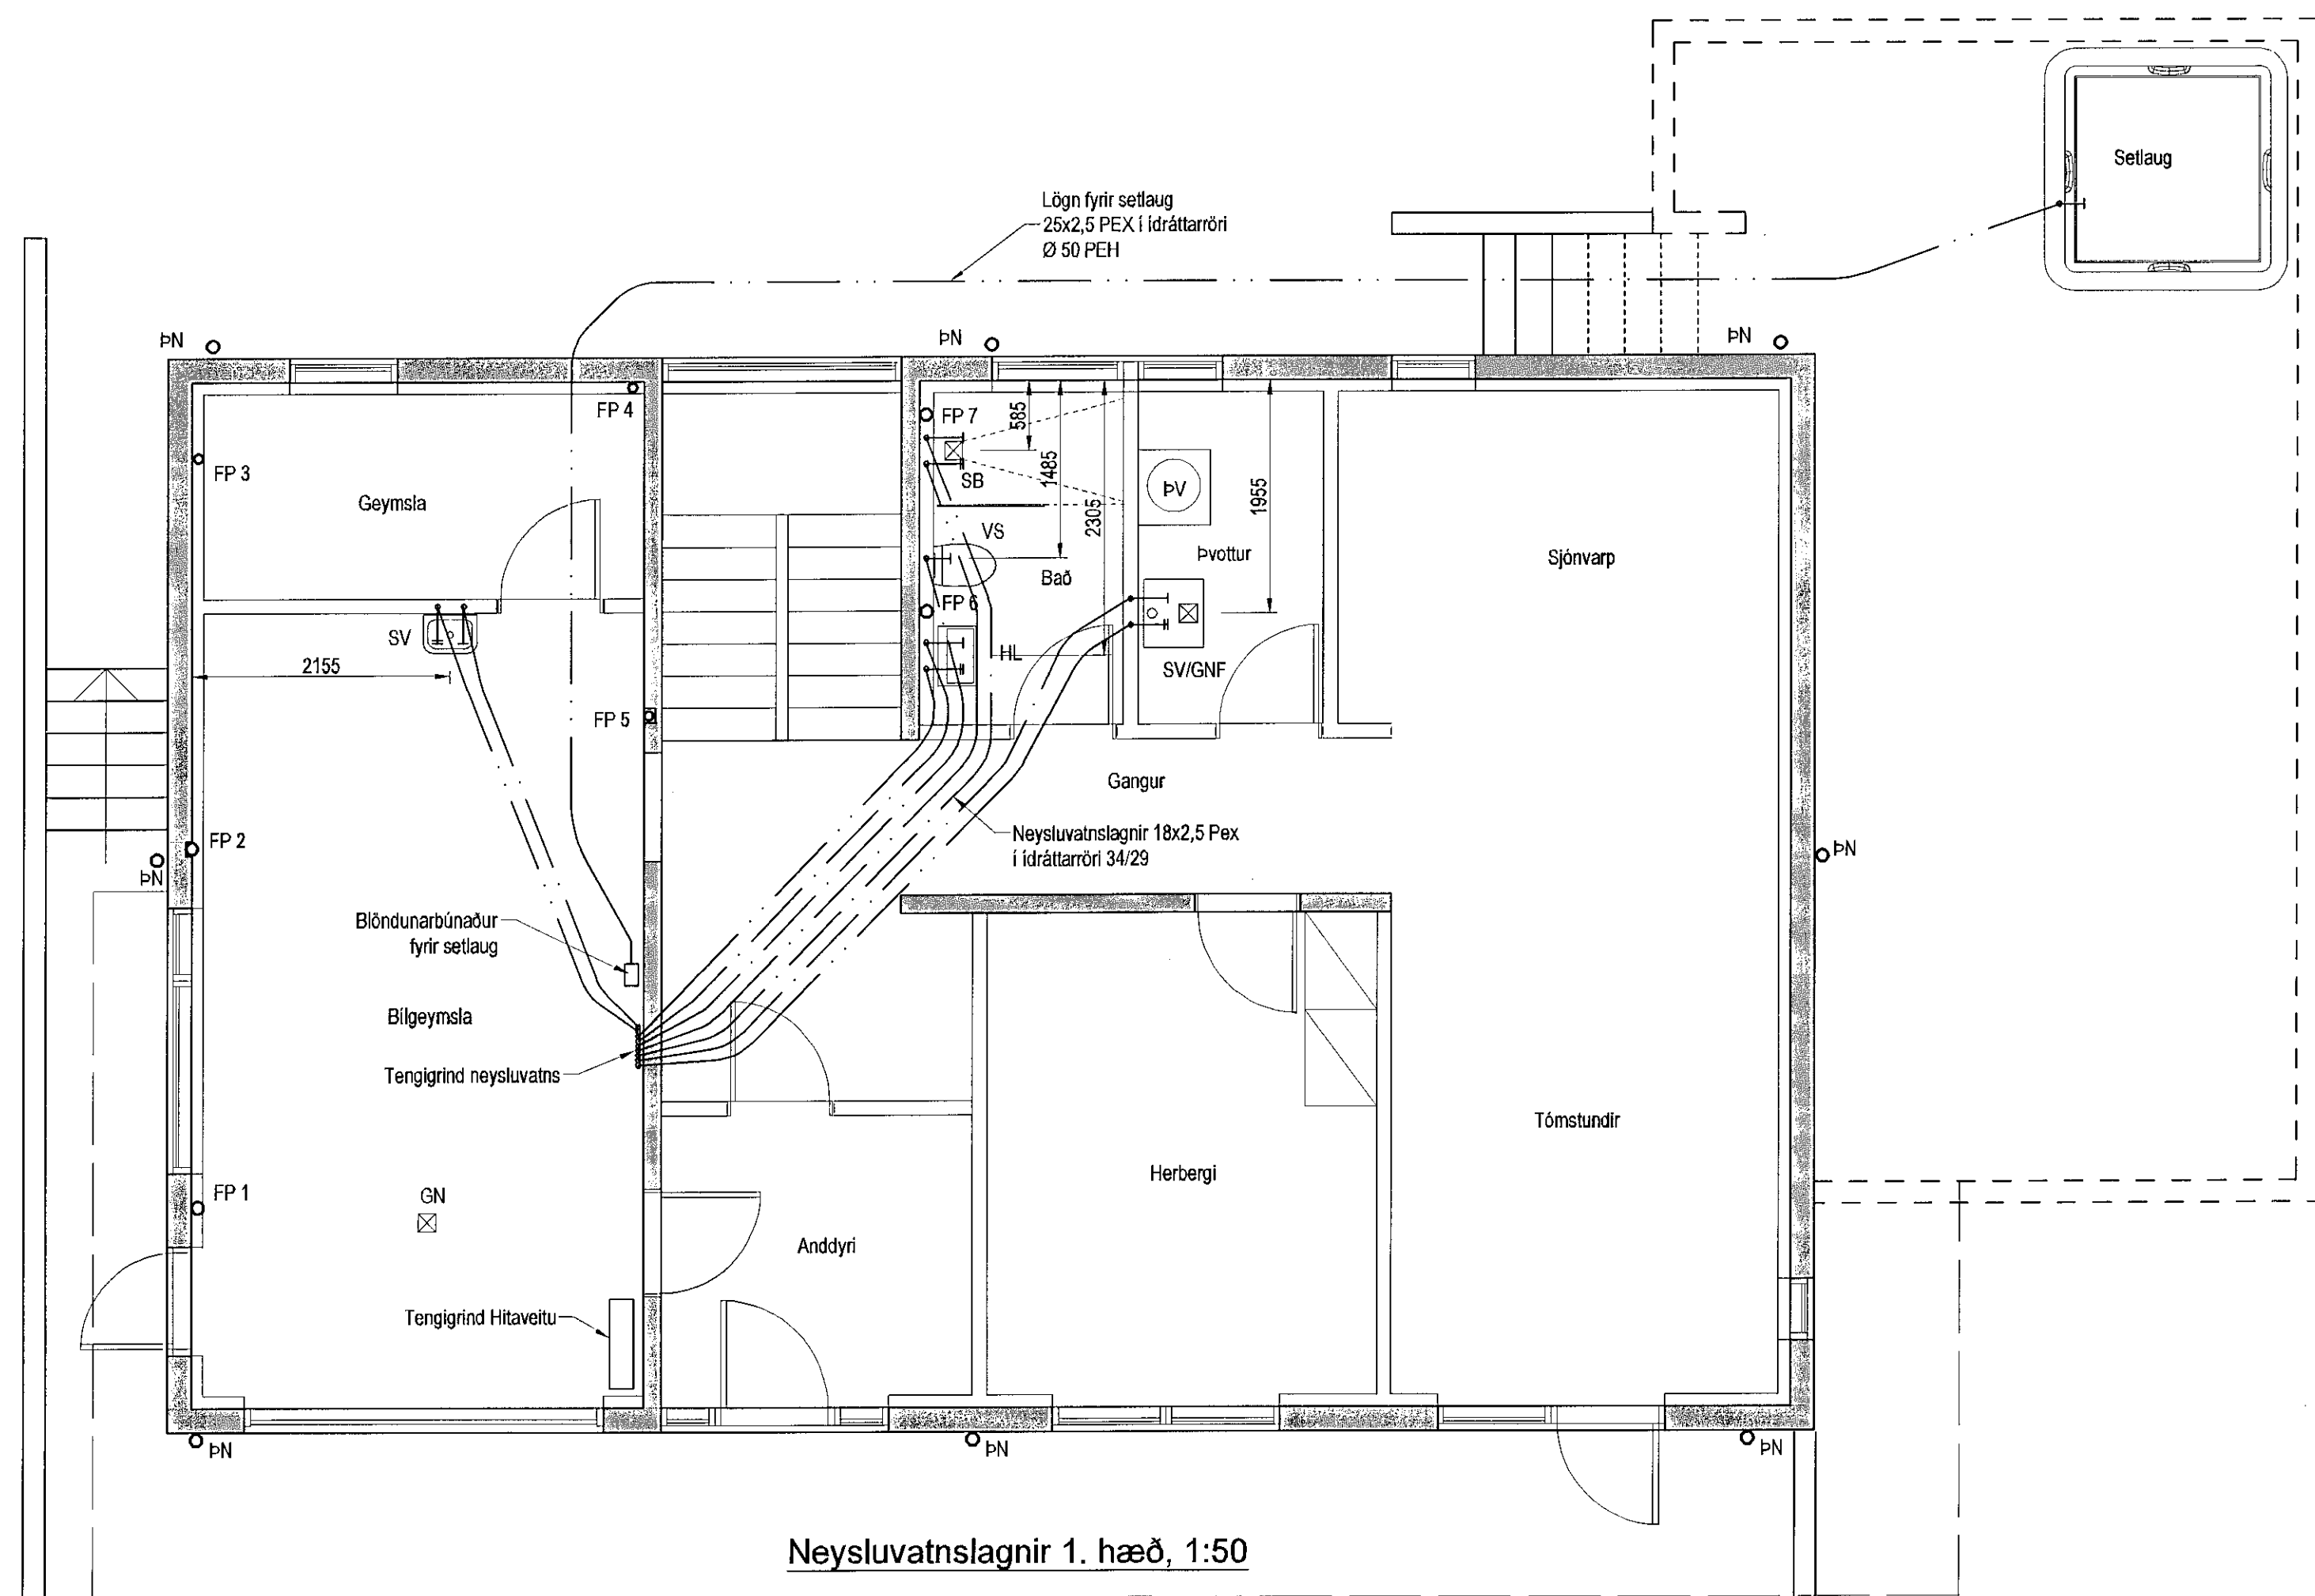 Setlaug
Lögn fyrir setlaug
25x2,5 PEX í ídráttarröri
Ø 50 PEH
ÞN
ÞN
ÞN
FP 4
FP 7
585
1485
2305
1955
FP 3
SB
ÞV
Geymsla
VS
Þvottur
Sjónvarp
Bað
FP 6
SV
HL
2155
SV/GNF
FP 5
Gangur
Neysluvatnslagnir 18x2,5 Pex
í ídráttarröri 34/29
FP 2
ÞN
ÞN
Blöndunarbúnaður
fyrir setlaug
Bílgeymsla
Tengigrind neysluvatns
Tómstundir
Herbergi
FP 1
GN
Anddyri
Tengigrind Hitaveitu
ÞN
ÞN
ÞN
Neysluvatnslagnir 1. hæð, 1:50